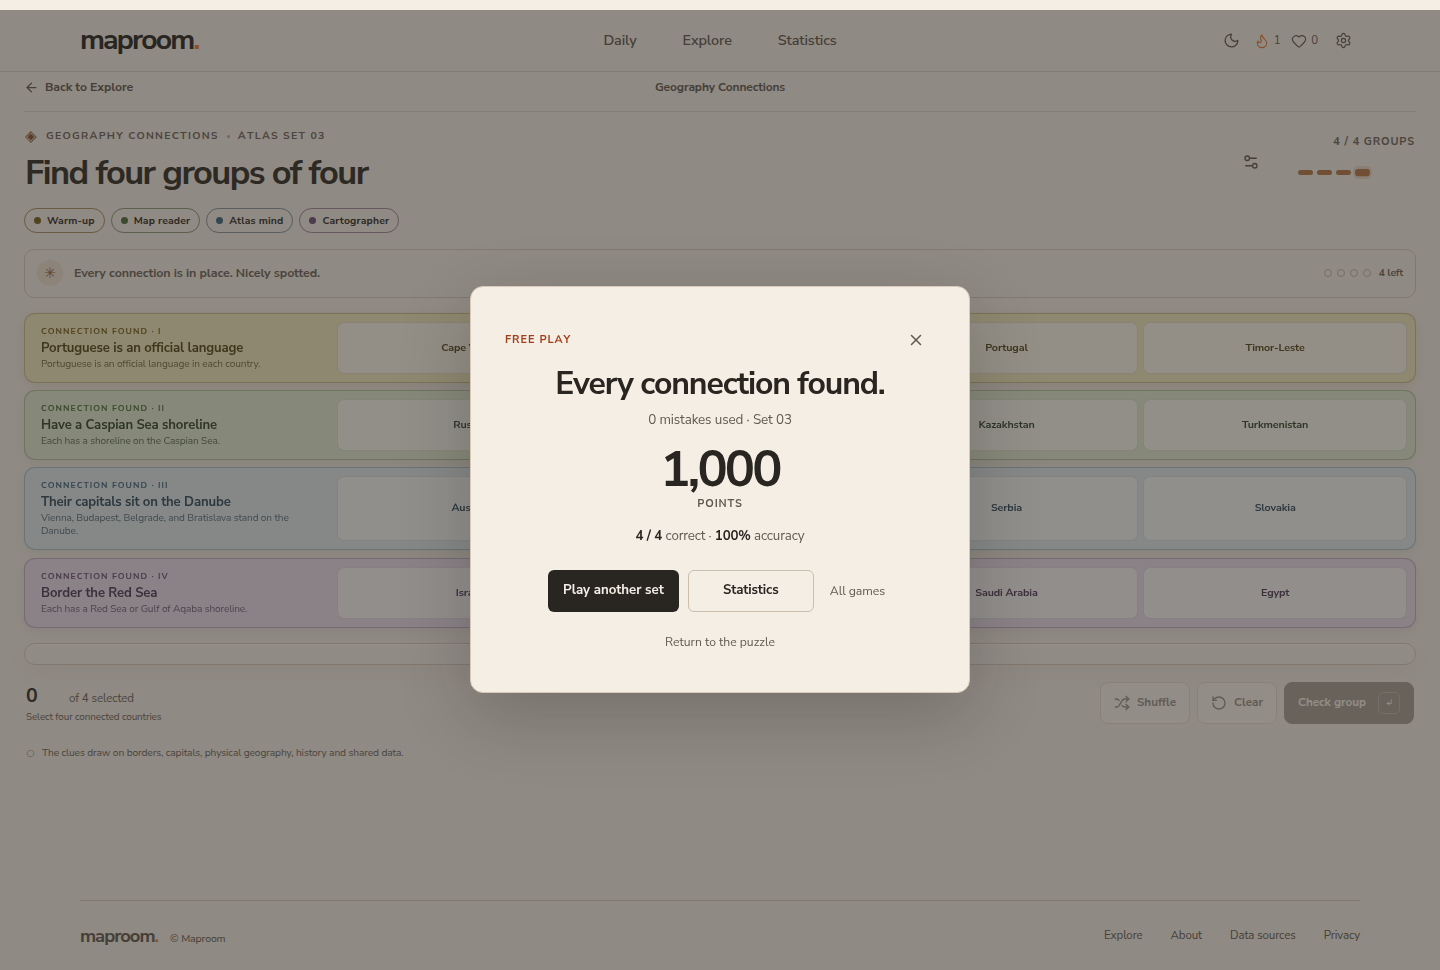 maproom.
Daily
Explore
Statistics
1
0
Back to Explore
Geography Connections
GEOGRAPHY CONNECTIONS • ATLAS SET 03
4 / 4 GROUPS
Find four groups of four
Warm-up
Map reader
Atlas mind
Cartographer
Every connection is in place. Nicely spotted.
4 left
CONNECTION FOUND · I
Portuguese is an official language
Portuguese is an official language in each country.
Cape
Portugal
Timor-Leste
CONNECTION FOUND · II
Have a Caspian Sea shoreline
Each has a shoreline on the Caspian Sea.
Rus
Kazakhstan
Turkmenistan
CONNECTION FOUND · III
Their capitals sit on the Danube
Vienna, Budapest, Belgrade, and Bratislava stand on the
Danube.
Aus
Serbia
Slovakia
CONNECTION FOUND · IV
Border the Red Sea
Each has a Red Sea or Gulf of Aqaba shoreline.
Isra
Saudi Arabia
Egypt
FREE PLAY
Every connection found.
0 mistakes used · Set 03
1,000
POINTS
4 / 4 correct · 100% accuracy
Play another set
Statistics
All games
Return to the puzzle
0 of 4 selected
Select four connected countries
Shuffle
Clear
Check group
The clues draw on borders, capitals, physical geography, history and shared data.
maproom. © Maproom
Explore
About
Data sources
Privacy